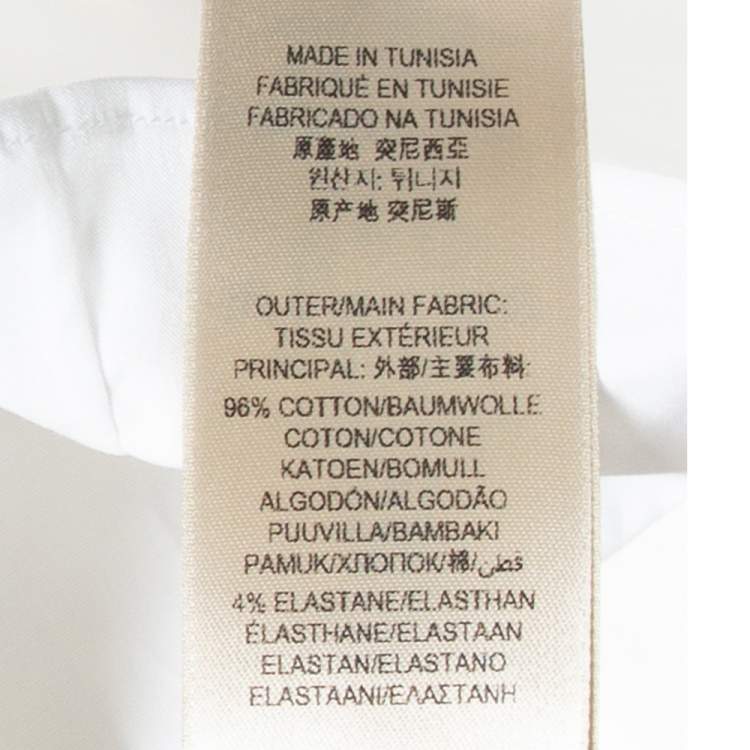 MADE IN TUNISIA
FABRIQUÉ EN TUNISIE
FABRICADO NA TUNISIA
原產地 突尼西亞
원산지: 튀니지
原产地 突尼斯
OUTER/MAIN FABRIC:
TISSU EXTÉRIEUR
PRINCIPAL: 外部/主要布料:
96% COTTON/BAUMWOLLE
COTON/COTONE
KATOEN/BOMULL
ALGODÓN/ALGODÃO
PUUVILLA/BAMBAKI
PAMUK/ХЛОПОК/棉/قطن
4% ELASTANE/ELASTHAN
ÉLASTHANE/ELASTAAN
ELASTAN/ELASTANO
ELASTAANI/ΕΛΑΣΤΑΝΗ